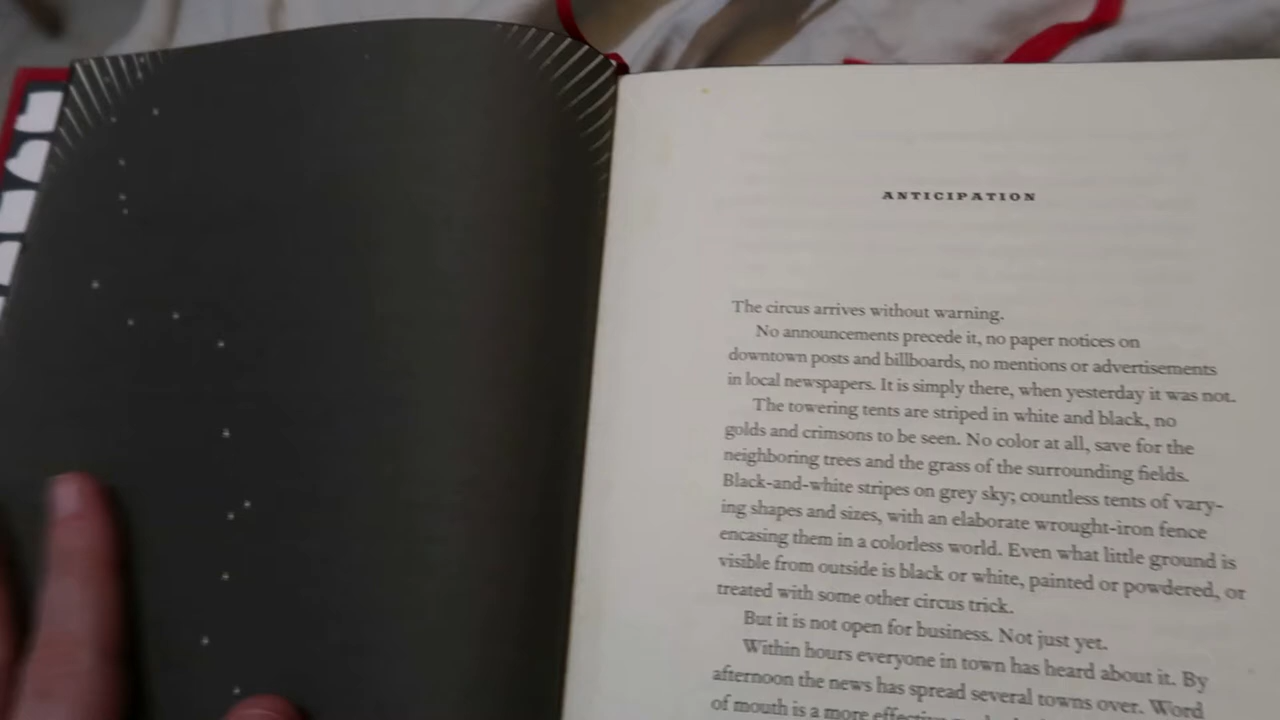 ANTICIPATION
The circus arrives without warning.
No announcements precede it, no paper notices on
downtown posts and billboards, no mentions or advertisements
in local newspapers. It is simply there, when yesterday it was not.
The towering tents are striped in white and black, no
golds and crimsons to be seen. No color at all, save for the
neighboring trees and the grass of the surrounding fields.
Black-and-white stripes on grey sky; countless tents of vary-
ing shapes and sizes, with an elaborate wrought-iron fence
encasing them in a colorless world. Even what little ground is
visible from outside is black or white, painted or powdered, or
treated with some other circus trick.
But it is not open for business. Not just yet.
Within hours everyone in town has heard about it. By
afternoon the news has spread several towns over. Word
of mouth is a more effective